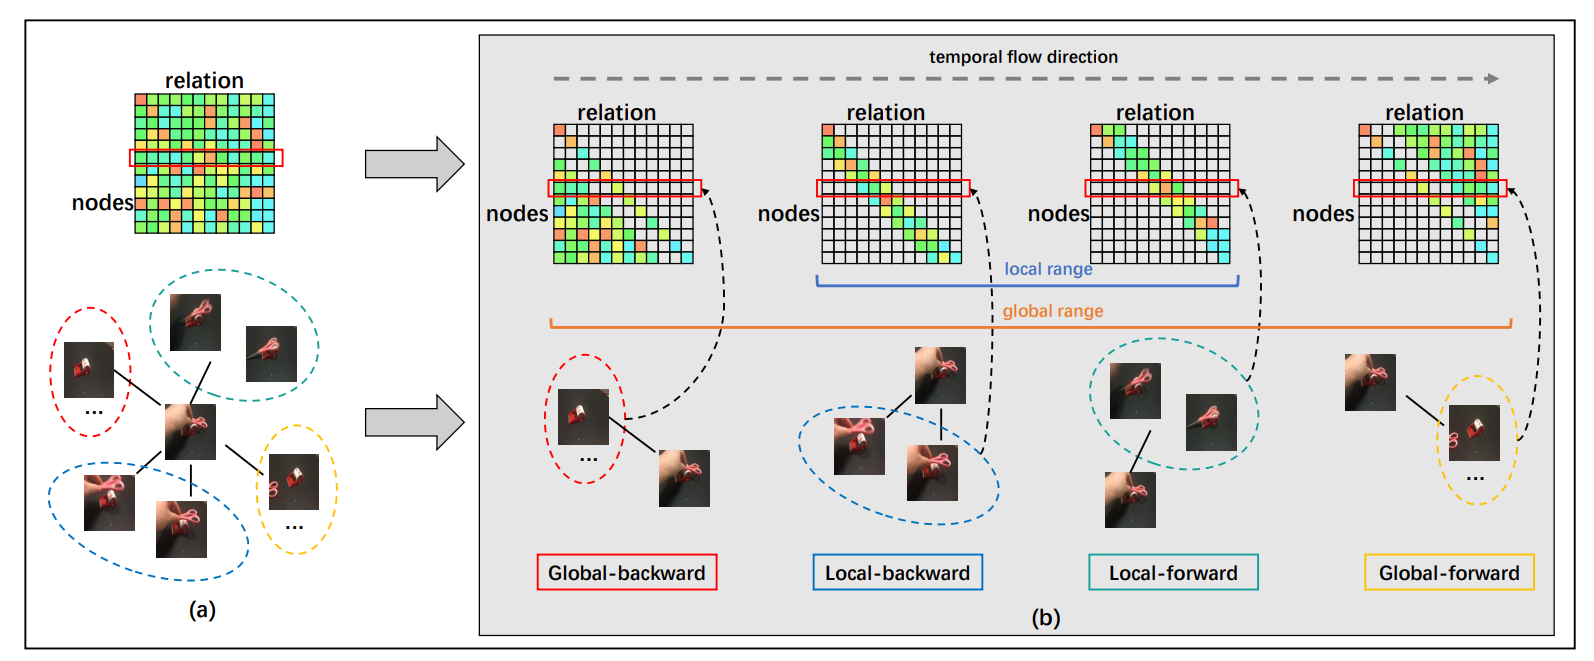 relation
nodes
...
...
(a)
temporal flow direction
relation
relation
relation
relation
nodes
nodes
nodes
nodes
local range
global range
...
...
Global-backward
Local-backward
Local-forward
Global-forward
(b)